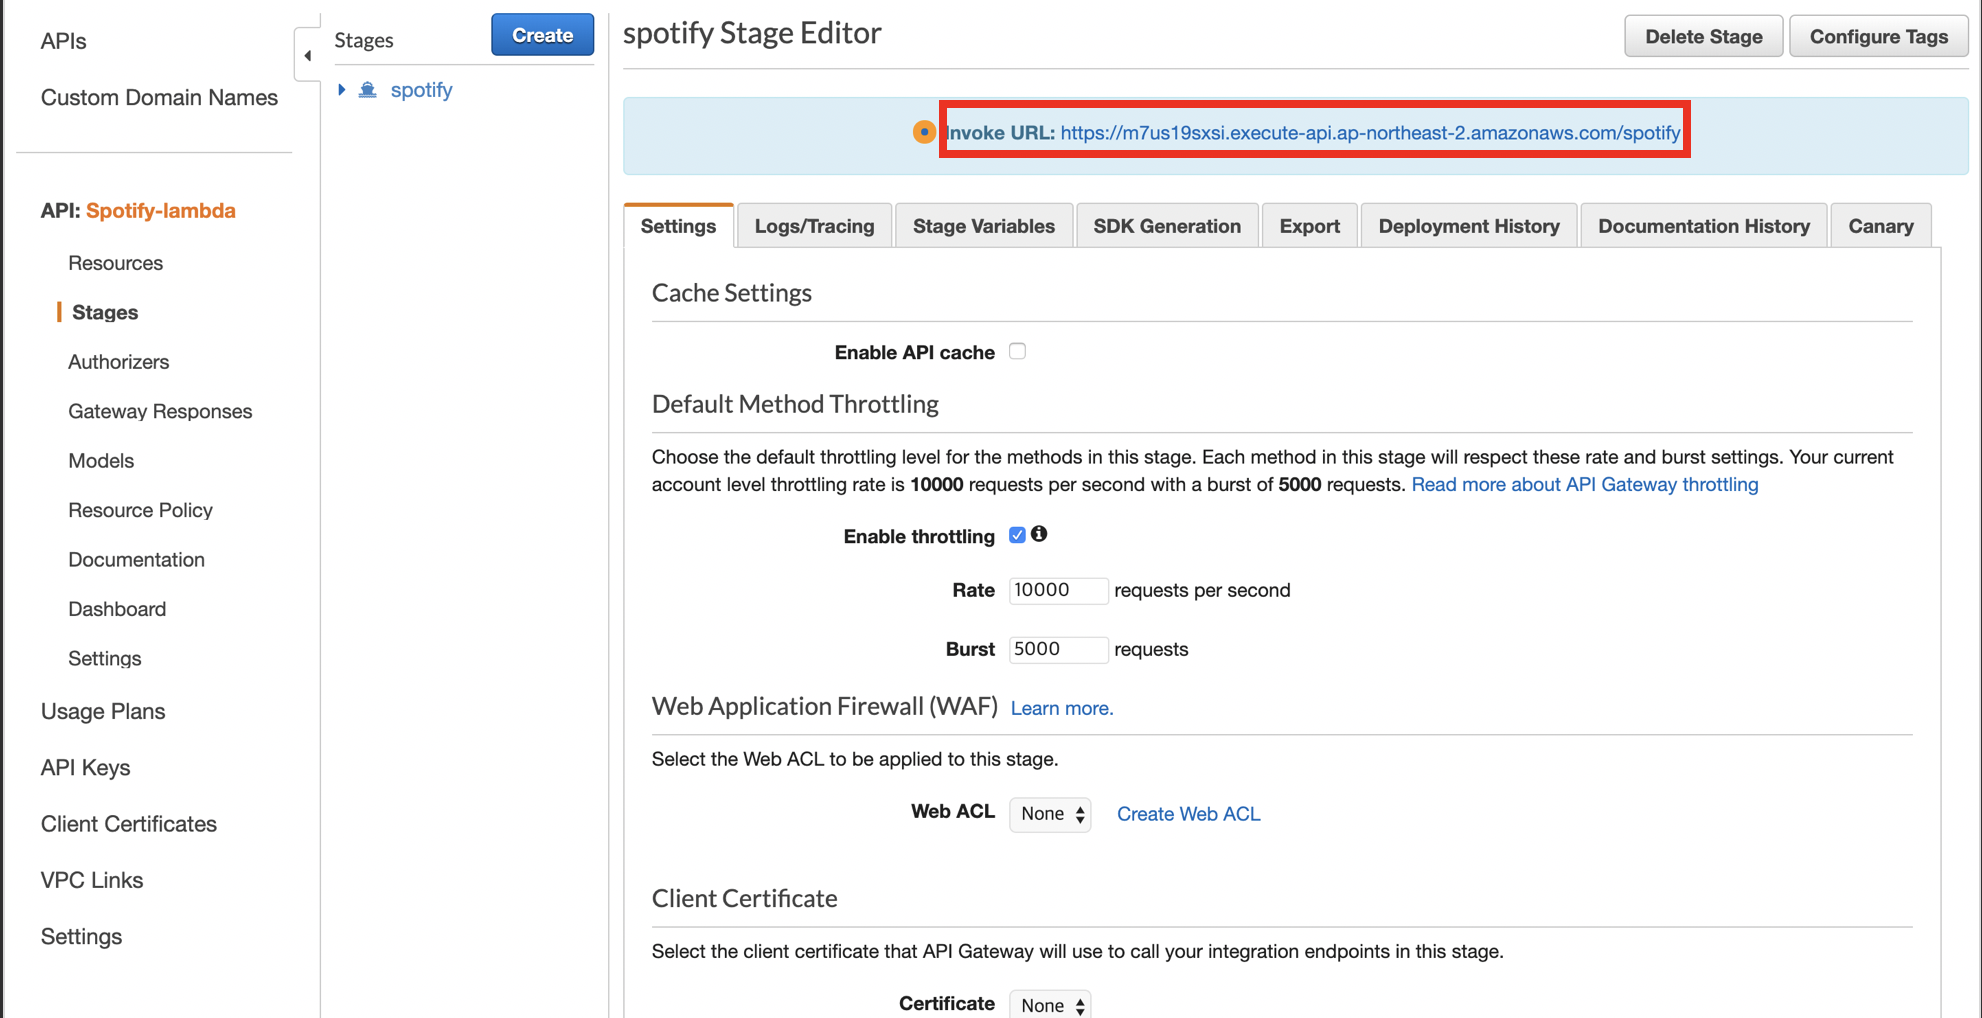 APIs
Custom Domain Names
API: Spotify-lambda
Resources
Stages
Authorizers
Gateway Responses
Models
Resource Policy
Documentation
Dashboard
Settings
Usage Plans
API Keys
Client Certificates
VPC Links
Settings
Stages
Create
spotify
spotify Stage Editor
Delete Stage
Configure Tags
Invoke URL: https://m7us19sxsi.execute-api.ap-northeast-2.amazonaws.com/spotify
Settings
Logs/Tracing
Stage Variables
SDK Generation
Export
Deployment History
Documentation History
Canary
Cache Settings
Enable API cache
Default Method Throttling
Choose the default throttling level for the methods in this stage. Each method in this stage will respect these rate and burst settings. Your current
account level throttling rate is 10000 requests per second with a burst of 5000 requests. Read more about API Gateway throttling
Enable throttling
Rate 10000 requests per second
Burst 5000 requests
Web Application Firewall (WAF) Learn more.
Select the Web ACL to be applied to this stage.
Web ACL None Create Web ACL
Client Certificate
Select the client certificate that API Gateway will use to call your integration endpoints in this stage.
Certificate None